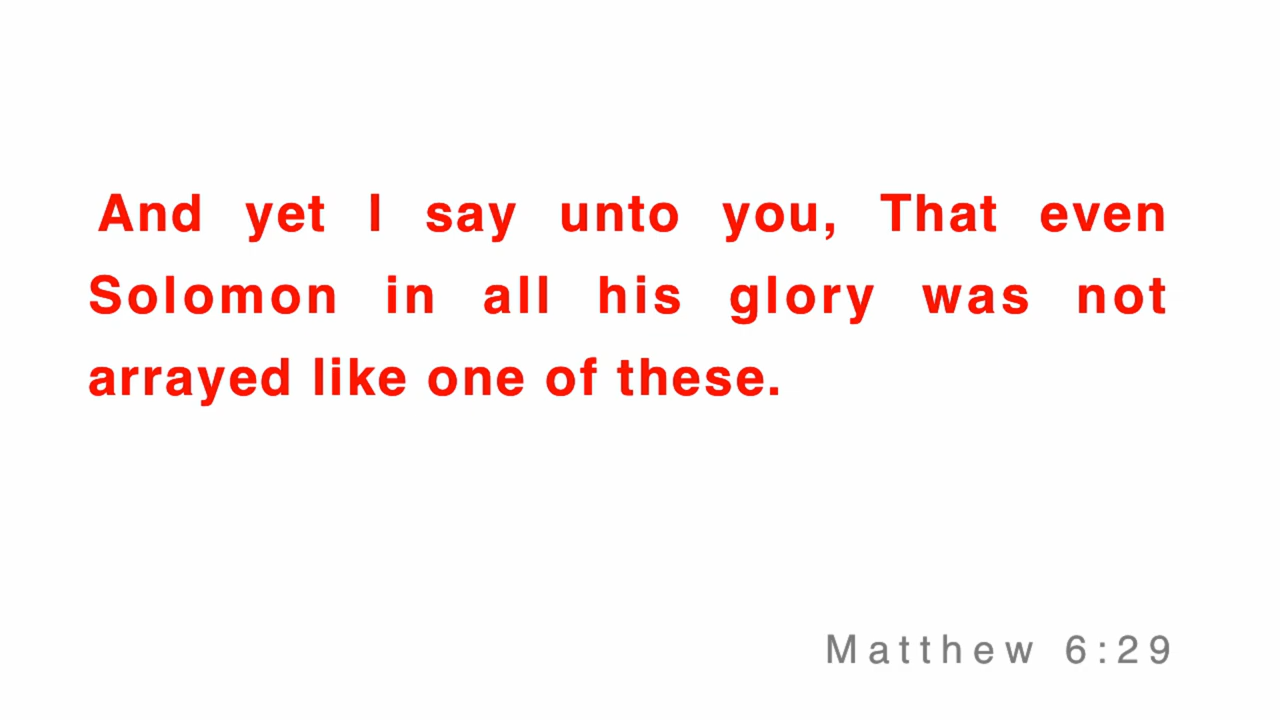 And yet I say unto you, That even
Solomon in all his glory was not
arrayed like one of these.
Matthew 6:29